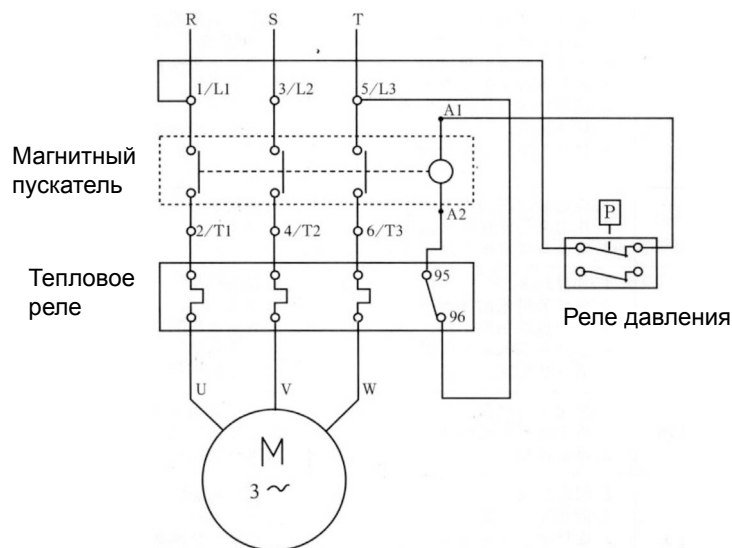 R S T
1/L1 3/L2 5/L3
A1
Магнитный
пускатель
P
A2
2/T1 4/T2 6/T3
Тепловое
реле
95
96
Реле давления
U V W
M
3 ~